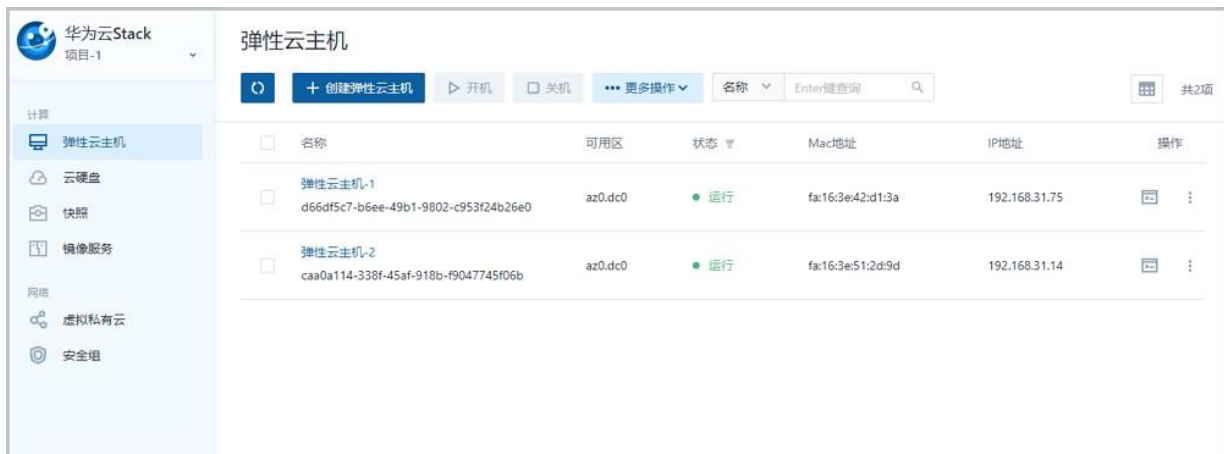 华为云Stack
项目-1
弹性云主机
创建弹性云主机 开机 关机 更多操作 名称 Enter键查询 共2项
计算
弹性云主机
云硬盘
快照
镜像服务
网络
虚拟私有云
安全组
名称 可用区 状态 Mac地址 IP地址 操作
弹性云主机-1
d66df5c7-b6ee-49b1-9802-c953f24b26e0 az0.dc0 运行 fa:16:3e:42:d1:3a 192.168.31.75
弹性云主机-2
caa0a114-338f-45af-918b-f9047745f06b az0.dc0 运行 fa:16:3e:51:2d:9d 192.168.31.14